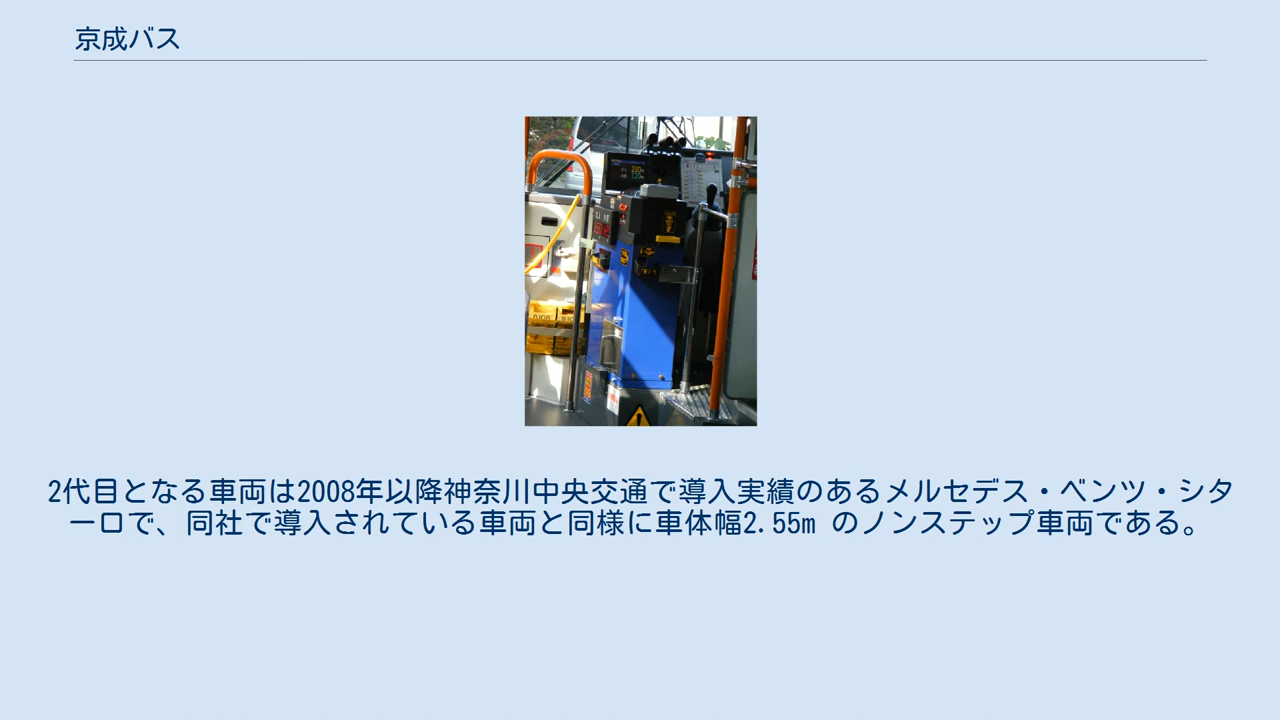 京成バス
230
2代目となる車両は2008年以降神奈川中央交通で導入実績のあるメルセデス・ベンツ・シタ
ーロで、同社で導入されている車両と同様に車体幅2.55m のノンステップ車両である。